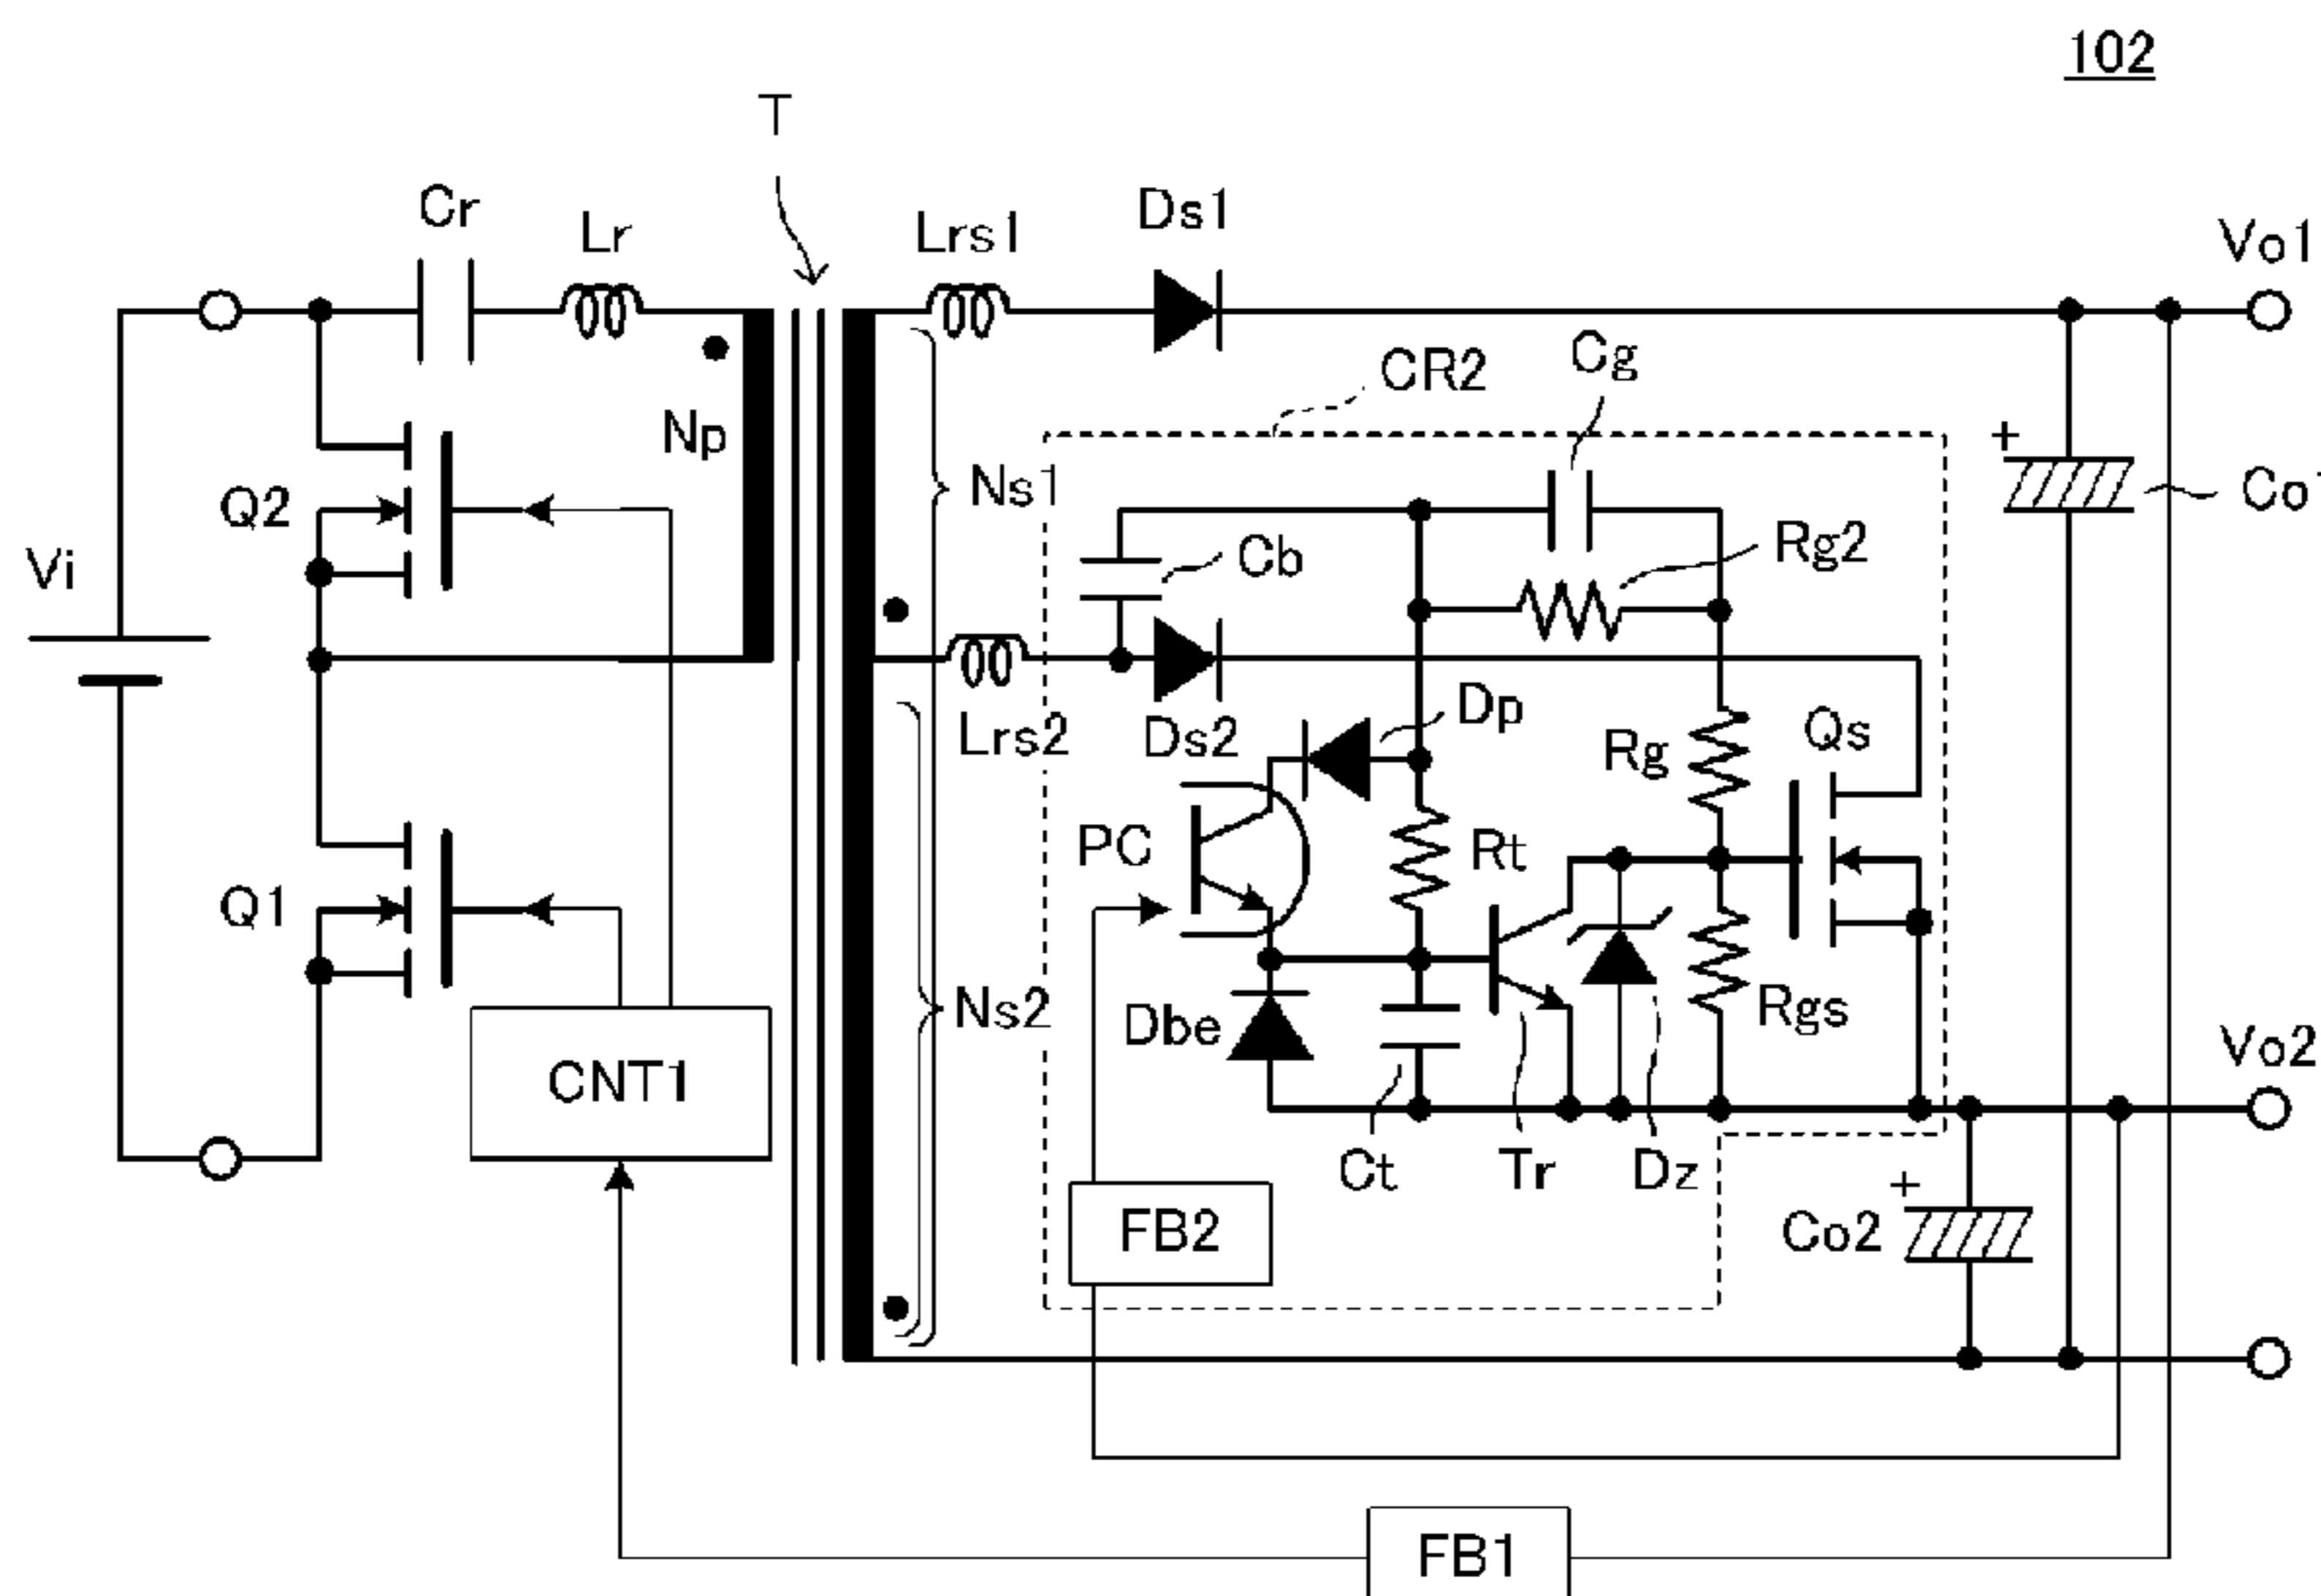 102
T
Cr
Lr
Lrs1
Ds1
Vo1
CR2
Cg
Np
Ns1
Co
Q2
Cb
Rg2
Vi
Lrs2
Ds2
Dp
Rg
Qs
PC
Rt
Q1
Ns2
Dbe
Rgs
Vo2
CNT1
Ct
Tr
Dz
FB2
Co2
+
+
FB1